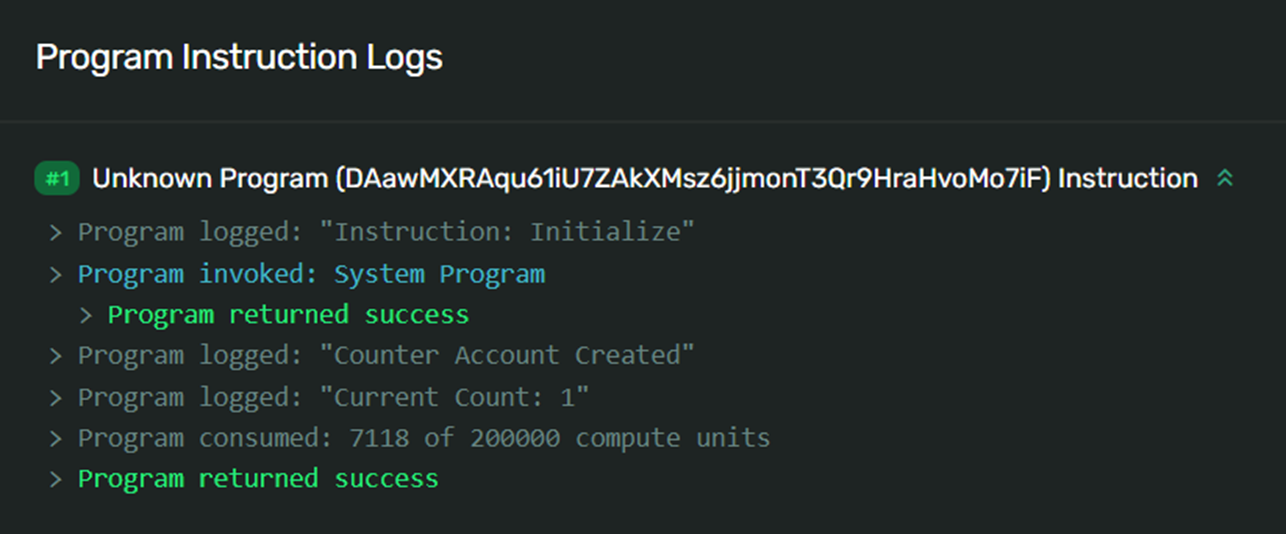 Program Instruction Logs
#1 Unknown Program (DAawMXRAqu61iU7ZAkXMsz6jjmonT3Qr9HraHvoMo7iF) Instruction
> Program logged: "Instruction: Initialize"
> Program invoked: System Program
> Program returned success
> Program logged: "Counter Account Created"
> Program logged: "Current Count: 1"
> Program consumed: 7118 of 200000 compute units
> Program returned success